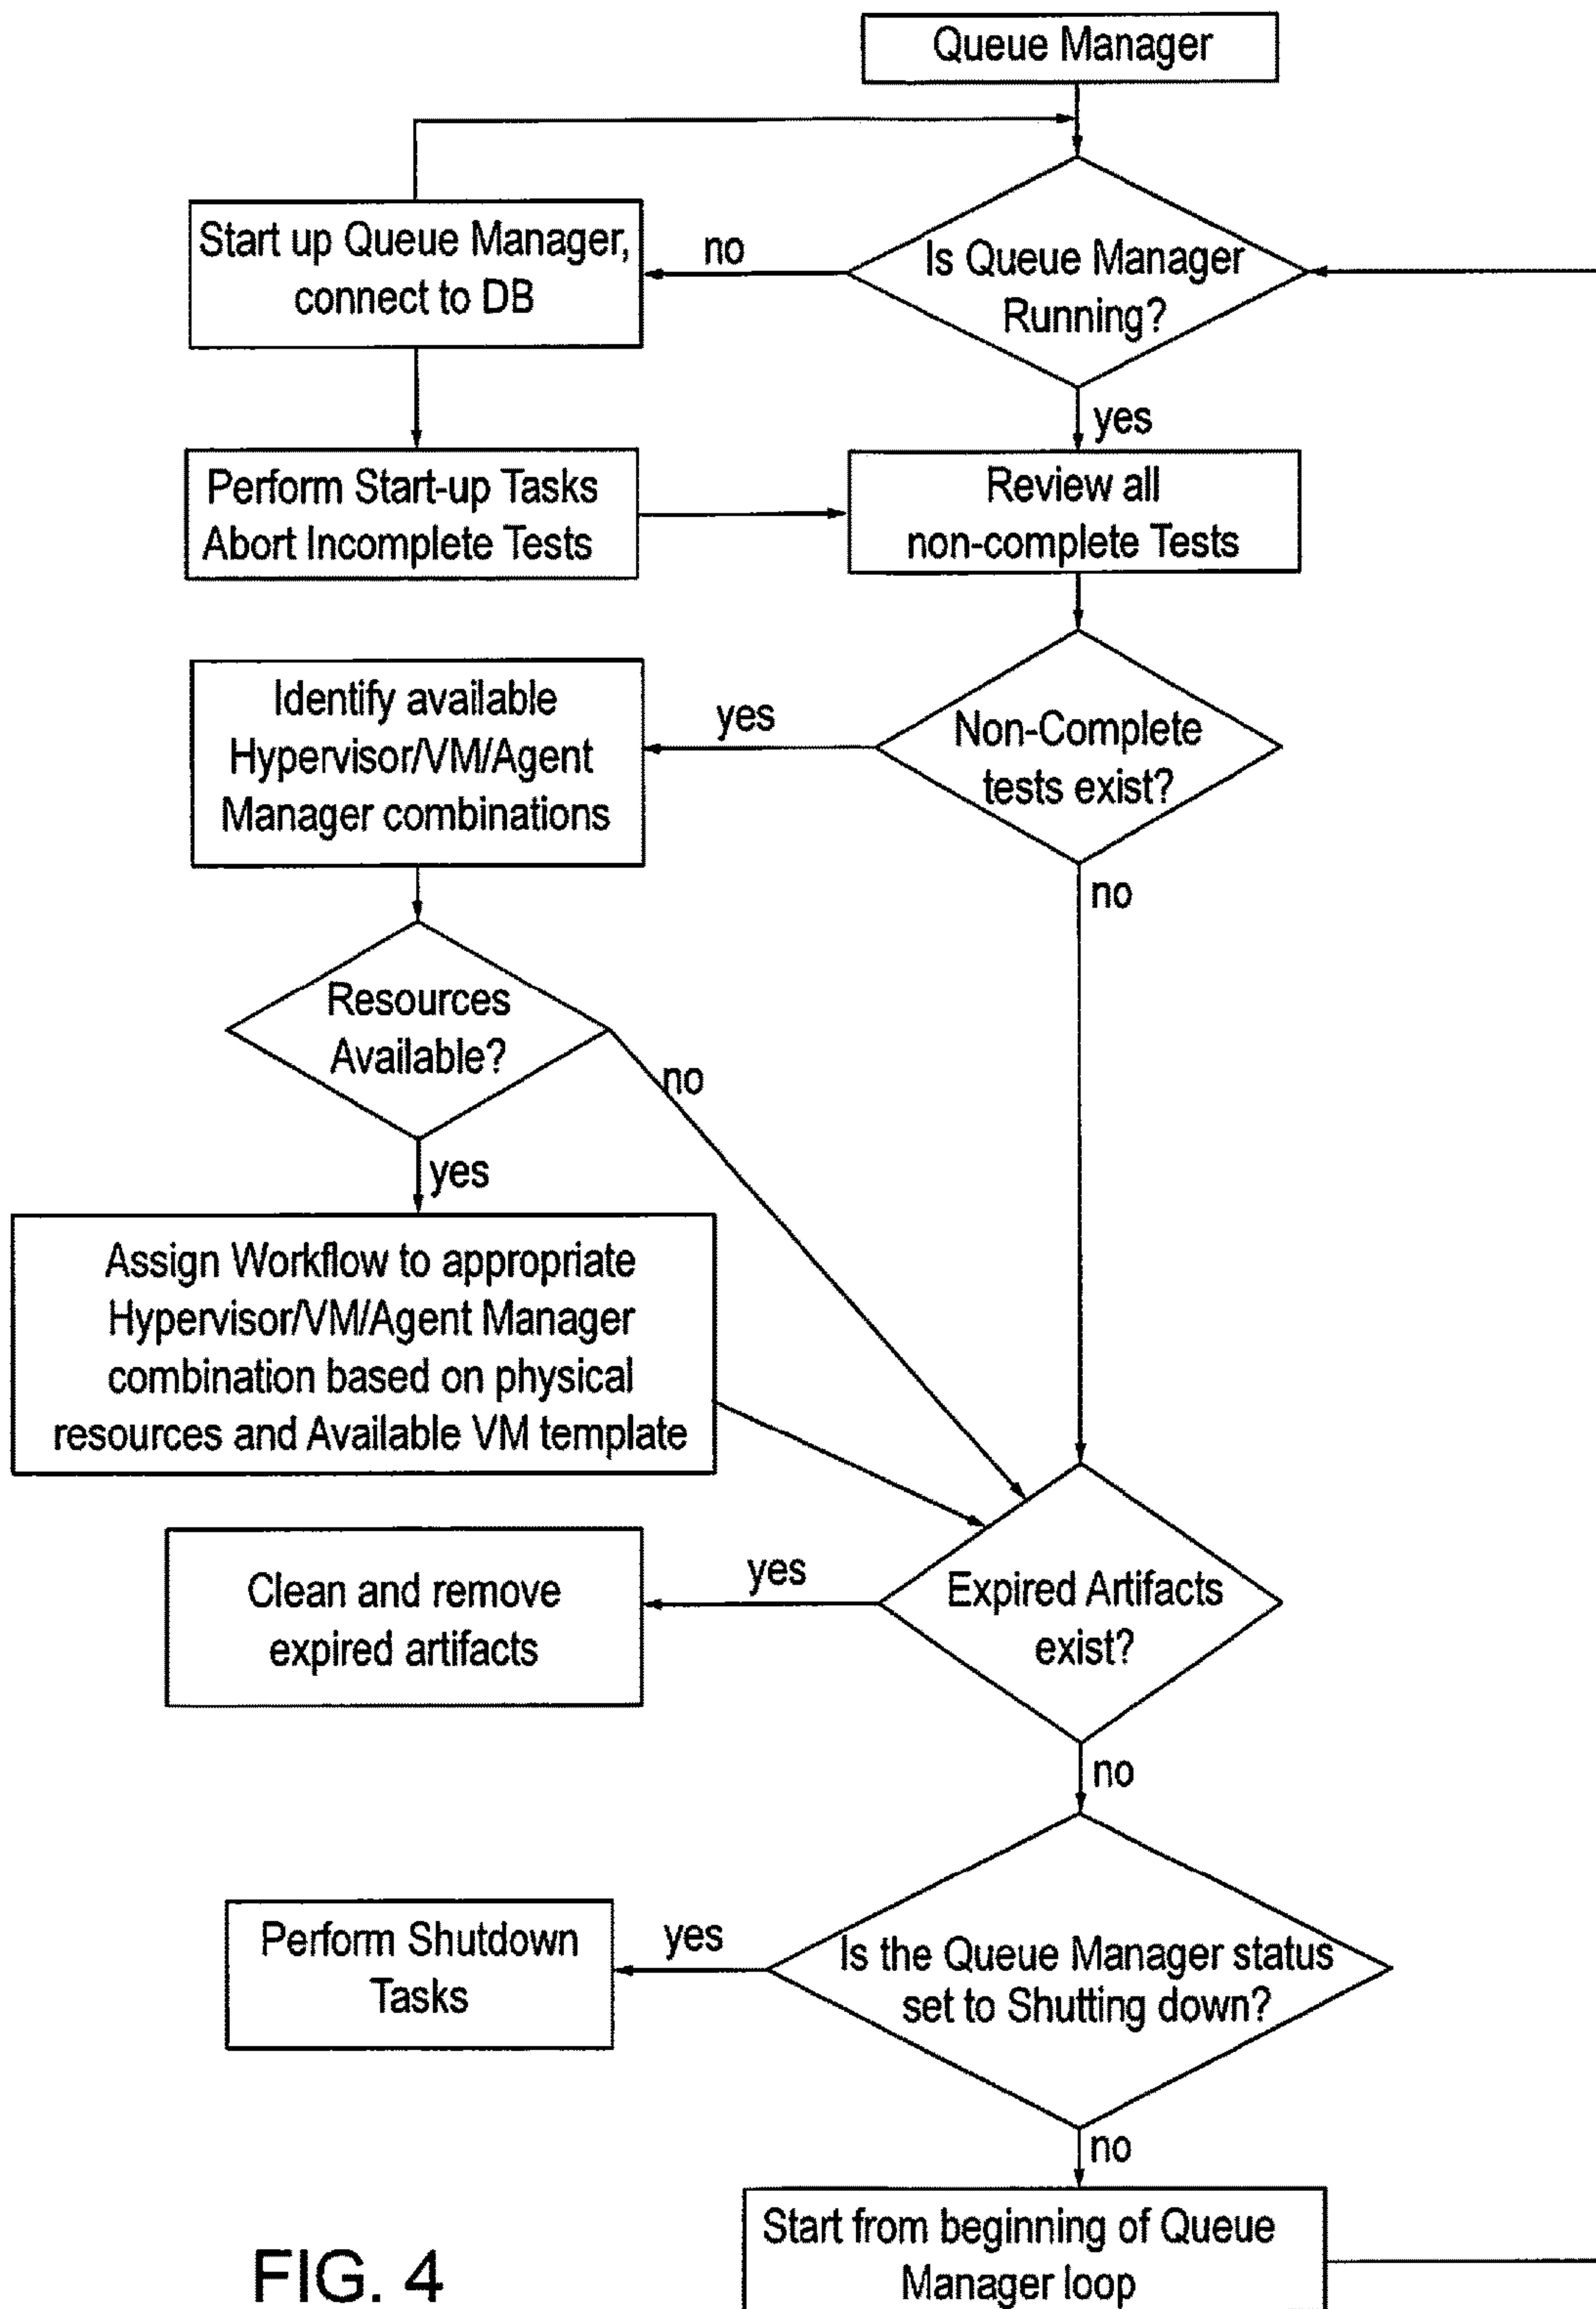 Queue Manager
Start up Queue Manager,
connect to DB
no
Is Queue Manager
Running?
yes
Perform Start-up Tasks
Abort Incomplete Tests
Review all
non-complete Tests
Identify available
Hypervisor/VM/Agent
Manager combinations
yes
Non-Complete
tests exist?
no
Resources
Available?
no
yes
Assign Workflow to appropriate
Hypervisor/VM/Agent Manager
combination based on physical
resources and Available VM template
Clean and remove
expired artifacts
yes
Expired Artifacts
exist?
no
Perform Shutdown
Tasks
yes
Is the Queue Manager status
set to Shutting down?
no
Start from beginning of Queue
Manager loop
FIG. 4